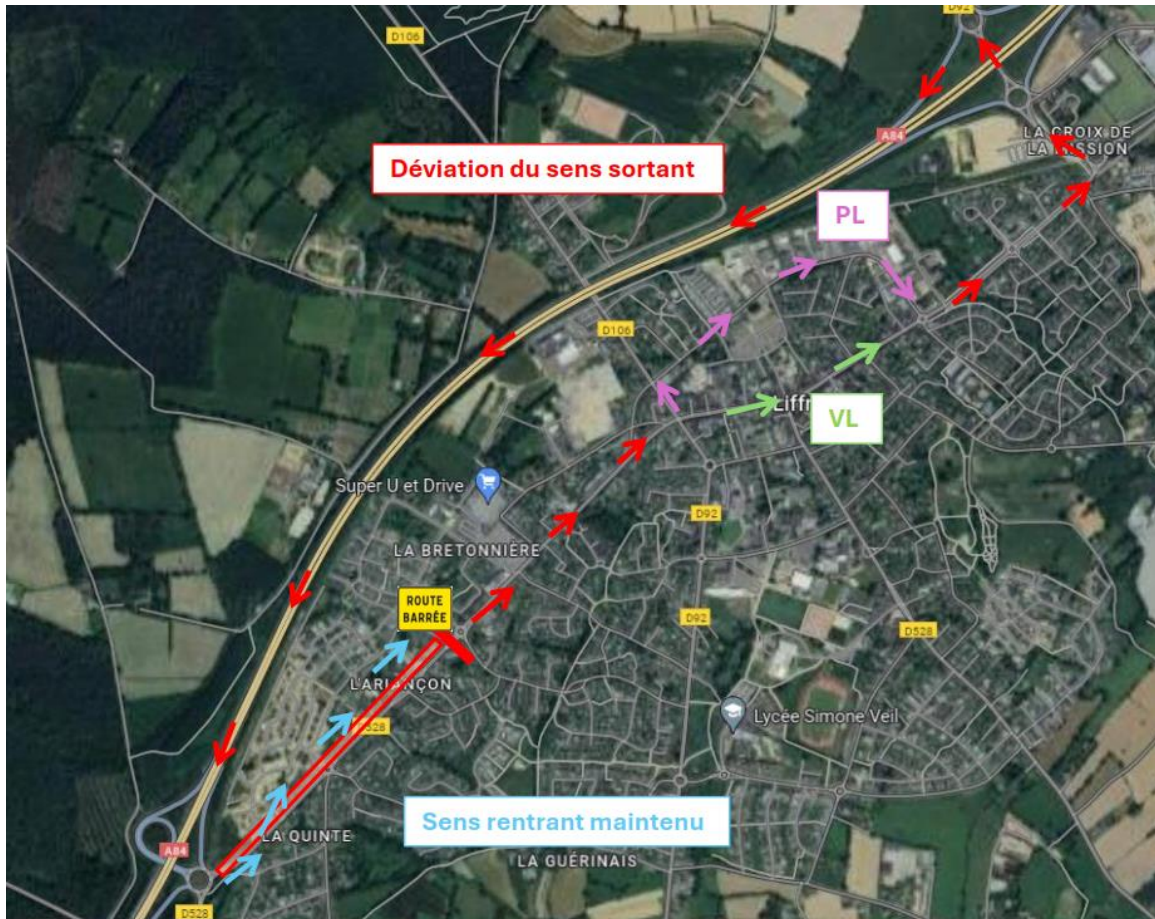 D92
D106
LA CROIX DE
LA MISSION
A84
Déviation du sens sortant
PL
D106
Liffr
VL
Super U et Drive
D92
LA BRETONNIÈRE
ROUTE
BARRÉE
D92
D528
L'ARIANÇON
Lycée Simone Veil
D528
Sens rentrant maintenu
LA QUINTE
A84
LA GUÉRINAIS
D528